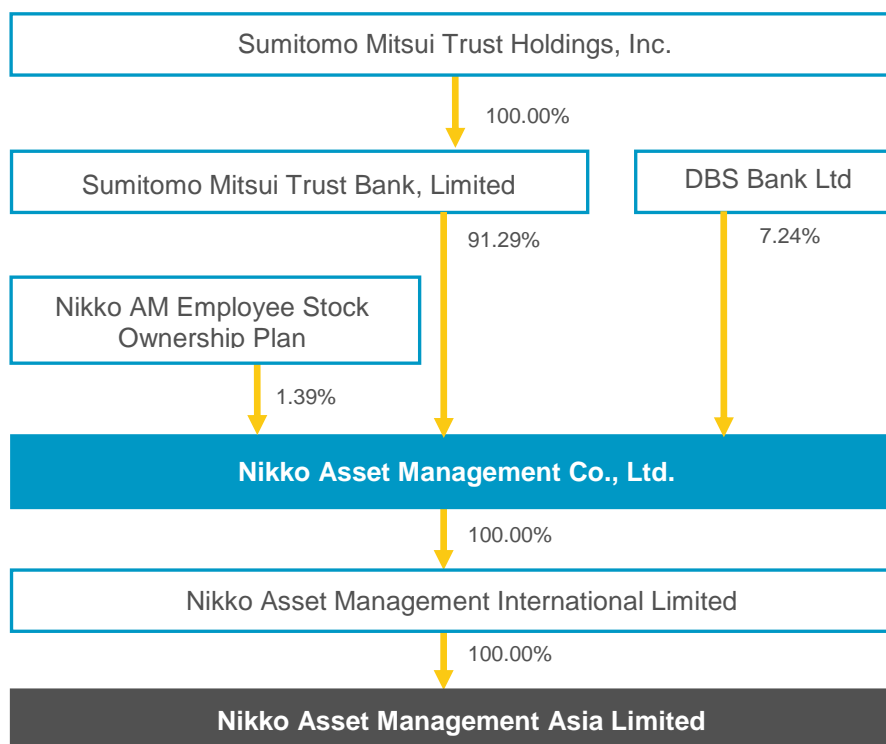 Sumitomo Mitsui Trust Holdings, Inc.
100.00%
Sumitomo Mitsui Trust Bank, Limited
DBS Bank Ltd
91.29%
7.24%
Nikko AM Employee Stock
Ownership Plan
1.39%
Nikko Asset Management Co., Ltd.
100.00%
Nikko Asset Management International Limited
100.00%
Nikko Asset Management Asia Limited